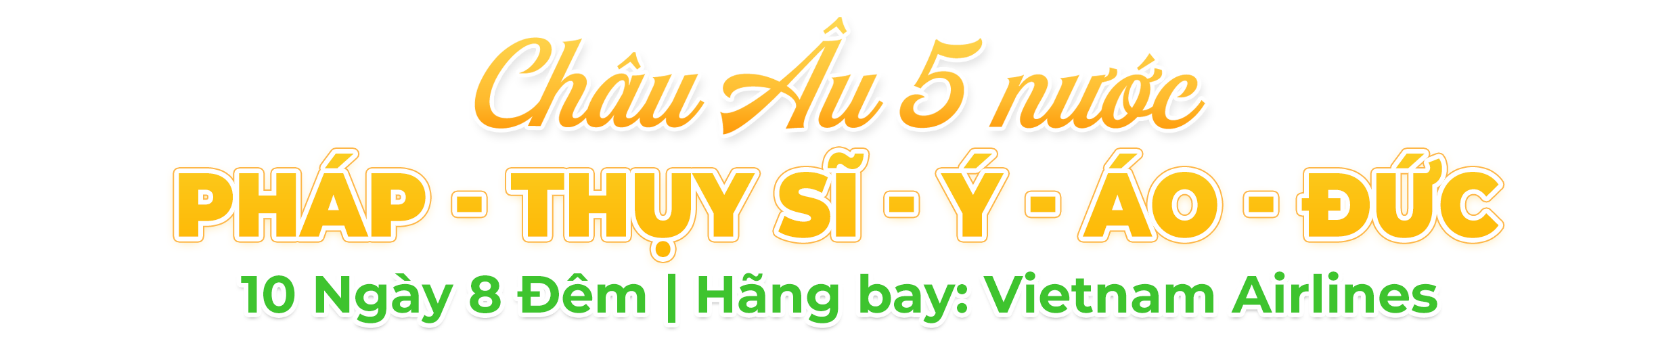 Châu Âu 5 nước
PHÁP - THỤY SĨ - Ý - ÁO - ĐỨC
10 Ngày 8 Đêm | Hãng bay: Vietnam Airlines